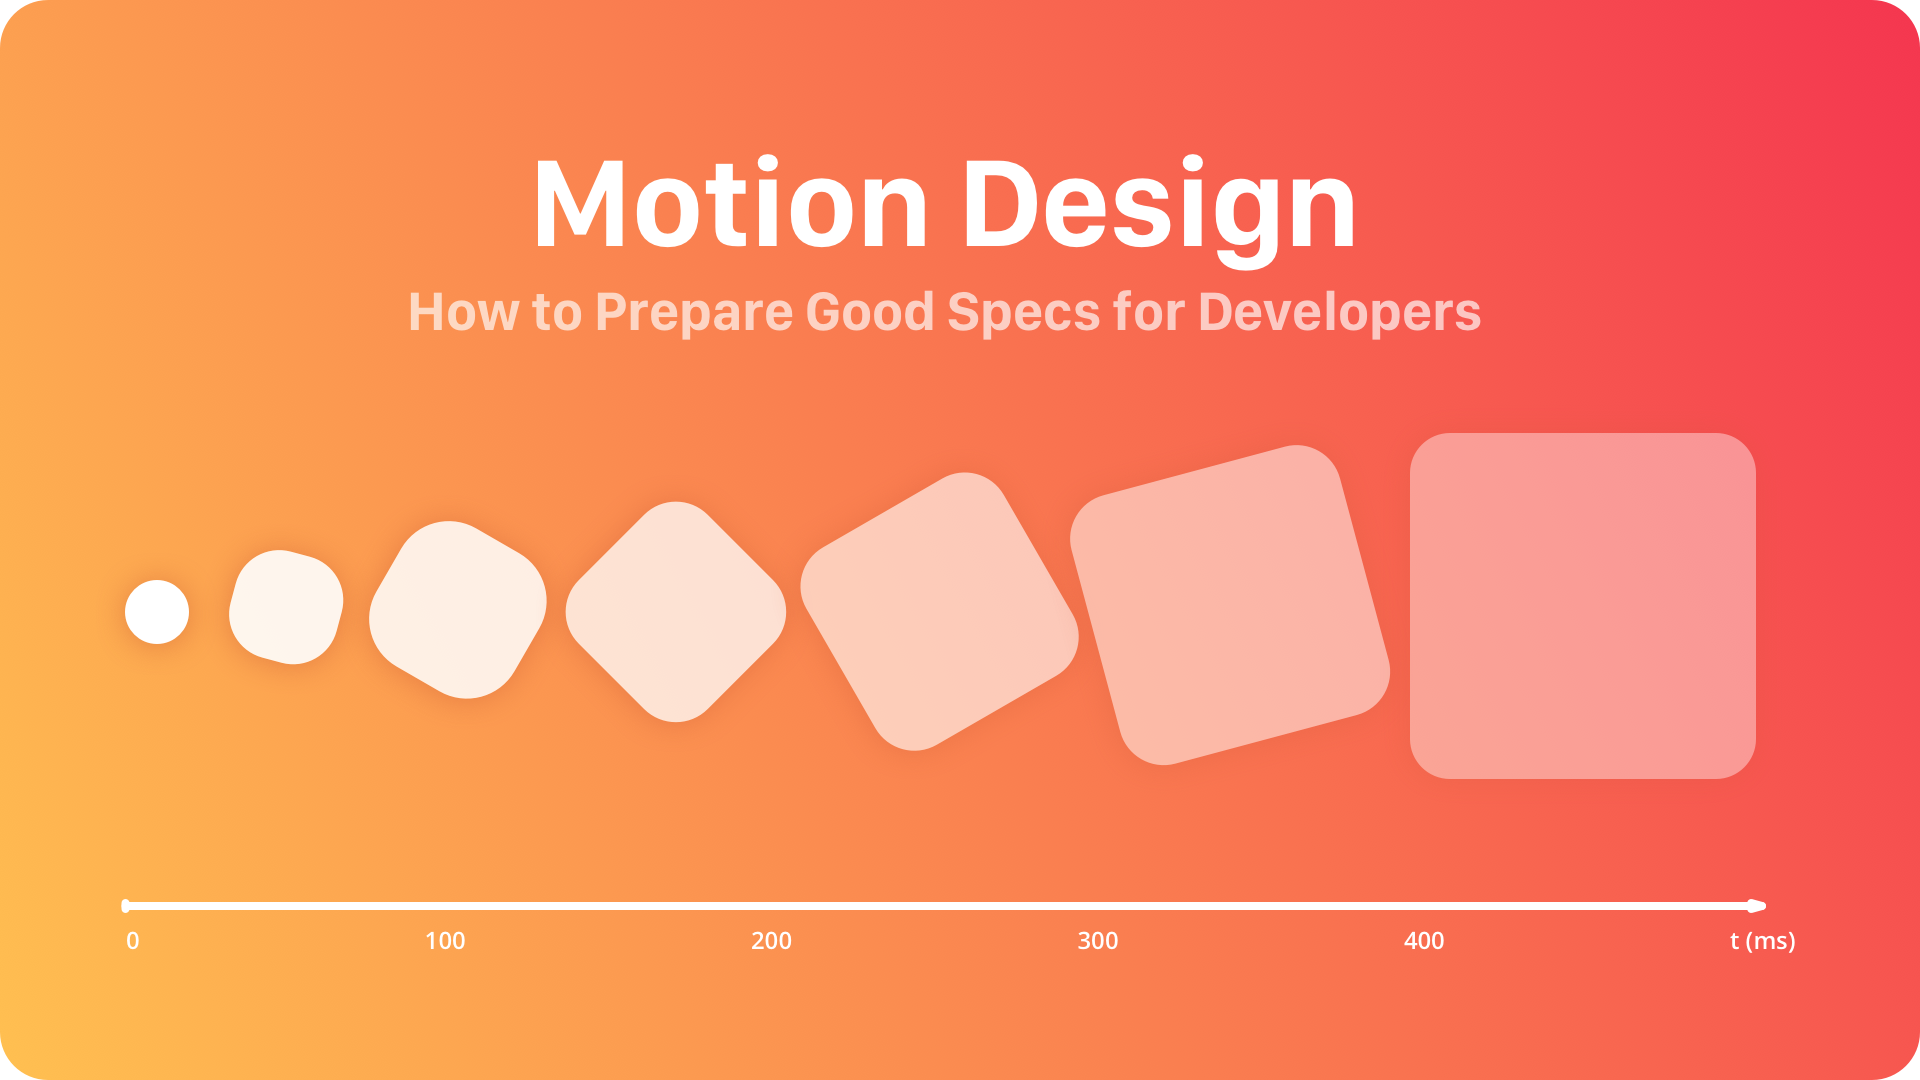 Motion Design
How to Prepare Good Specs for Developers
0 100 200 300 400 t (ms)